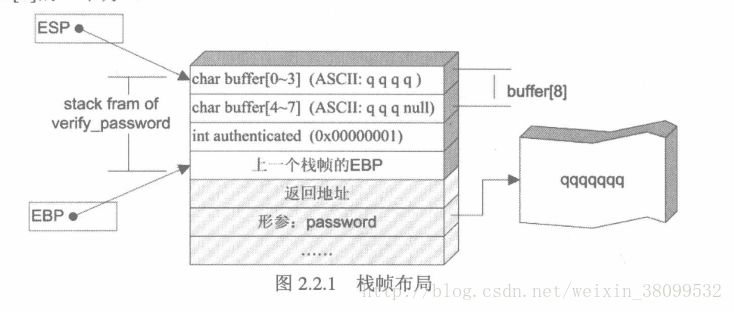 ESP
char buffer[0~3] (ASCII: q q q q )
char buffer[4~7] (ASCII: q q q null)
buffer[8]
stack fram of
verify_password
int authenticated (0x00000001)
上一个栈帧的EBP
qqqqqqq
返回地址
EBP
形参：password
......
图 2.2.1 栈帧布局
http://blog.csdn.net/weixin_38099532